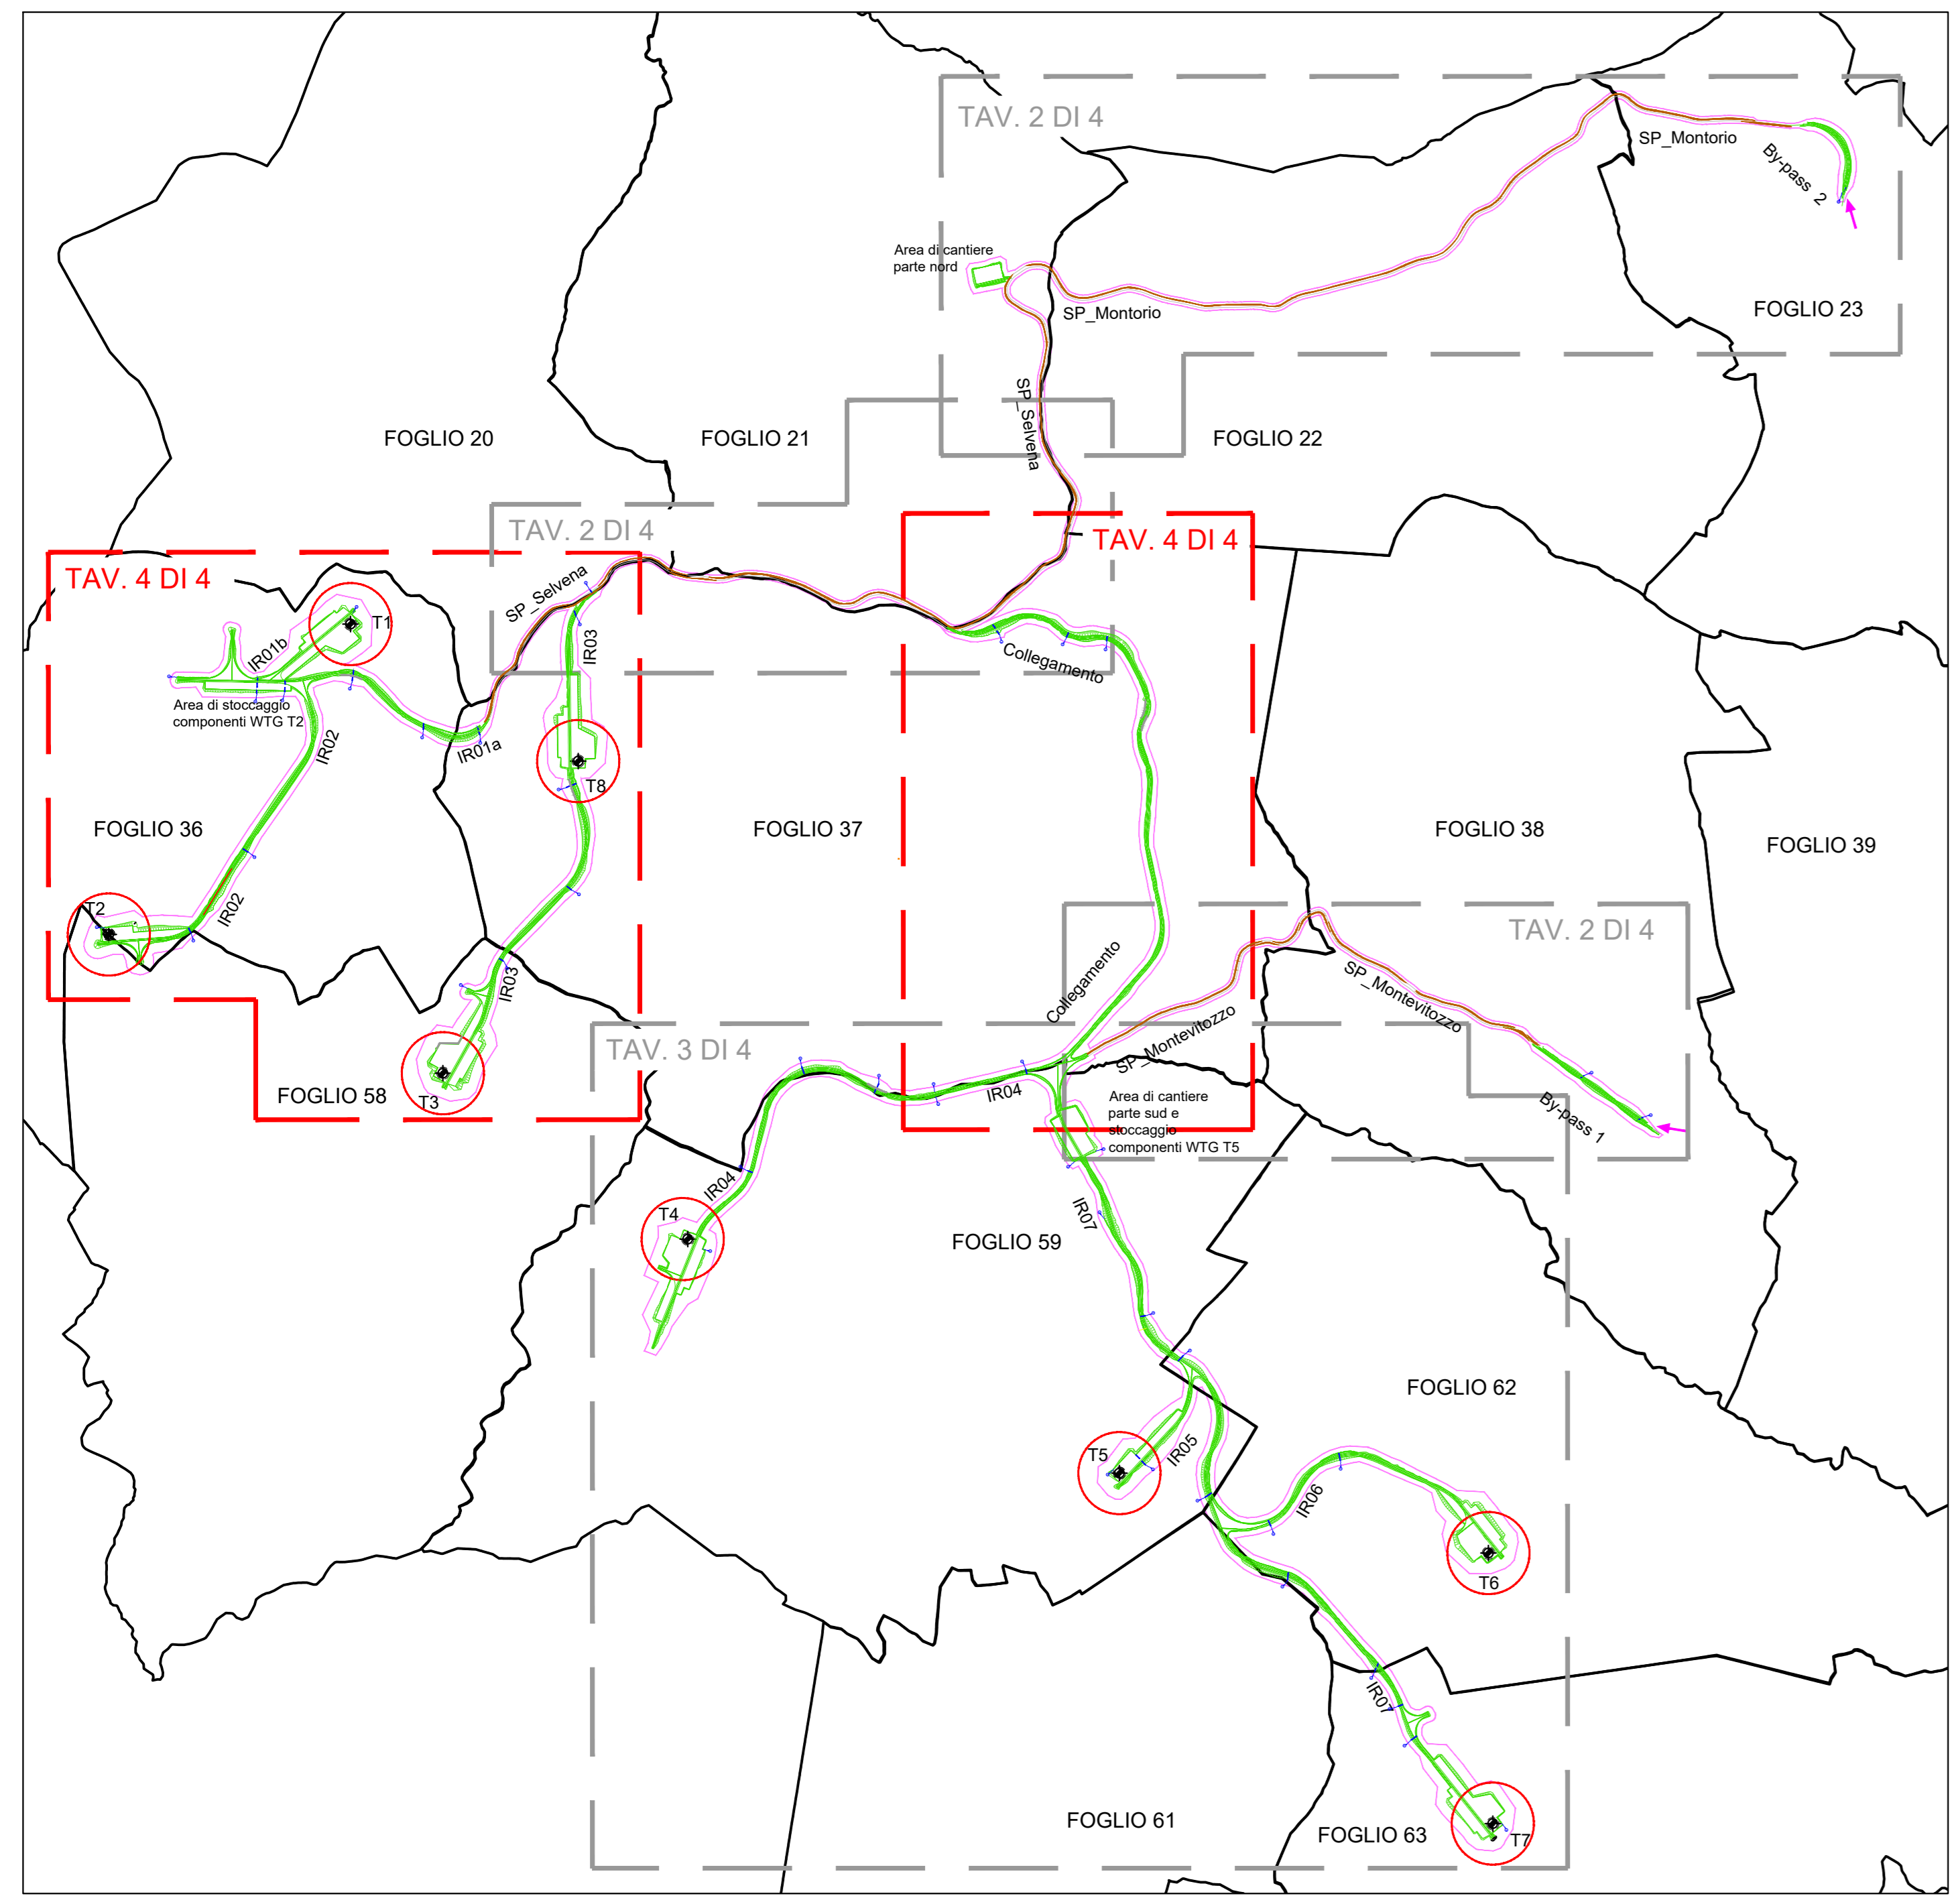 TAV. 2 DI 4
SP_Montorio
By-pass 2
Area di cantiere
parte nord
SP_Montorio
FOGLIO 23
SP_Selvena
FOGLIO 20
FOGLIO 21
FOGLIO 22
TAV. 2 DI 4
TAV. 4 DI 4
TAV. 4 DI 4
SP_Selvena
T1
IR01b
IR03
Collegamento
Area di stoccaggio
componenti WTG T2
IR02
IR01a
T8
FOGLIO 36
FOGLIO 37
FOGLIO 38
FOGLIO 39
T2
IR02
TAV. 2 DI 4
IR03
Collegamento
SP_Montevitozzo
SP_Montevitozzo
TAV. 3 DI 4
FOGLIO 58
T3
IR04
Area di cantiere
parte sud e
stoccaggio
componenti WTG T5
By-pass 1
IR04
T4
IR07
FOGLIO 59
FOGLIO 62
T5
IR05
IR06
T6
IR07
FOGLIO 61
FOGLIO 63
T7